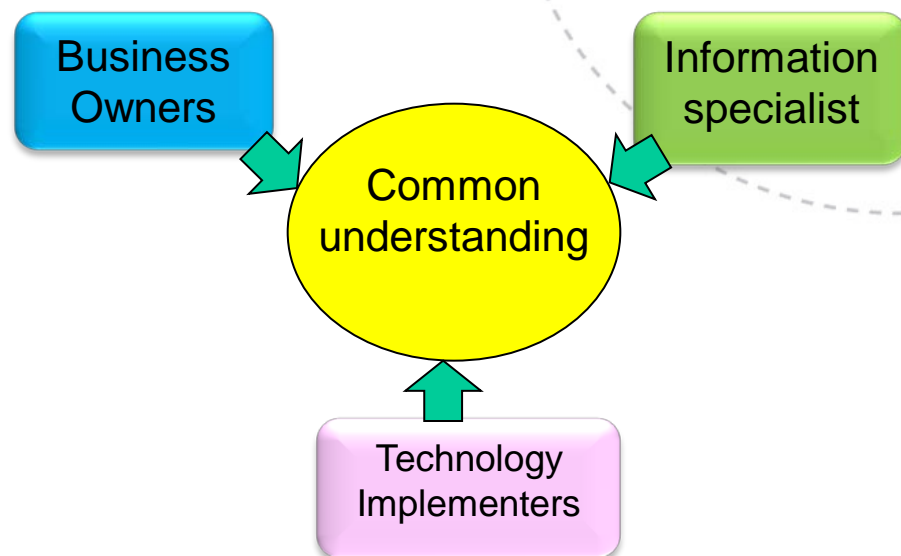 Business
Owners
Information
specialist
Common
understanding
Technology
Implementers